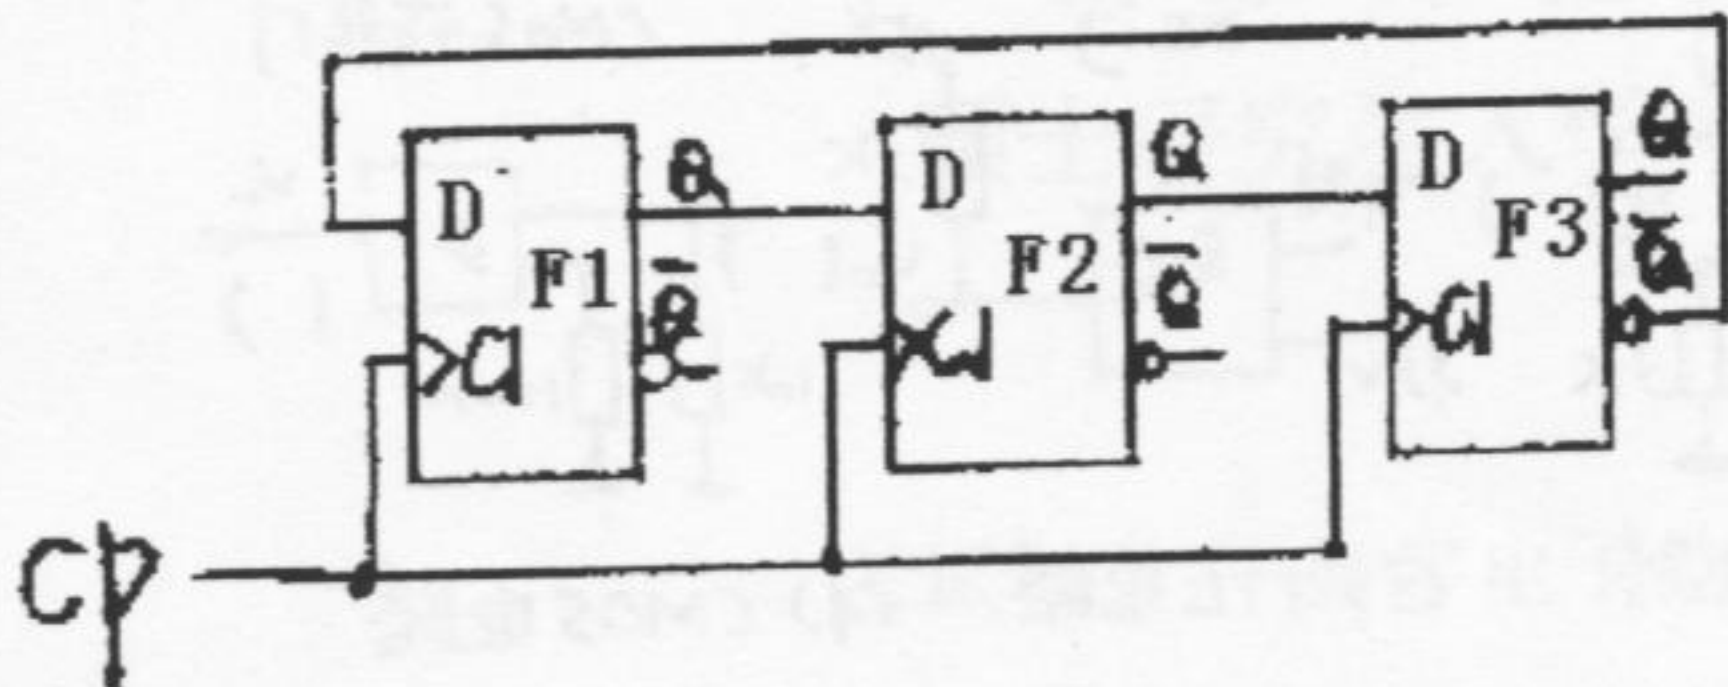 Q
D Q D Q D
F1 Q̅ F2 Q̅ F3 Q̅
C1 C1 C1
CP